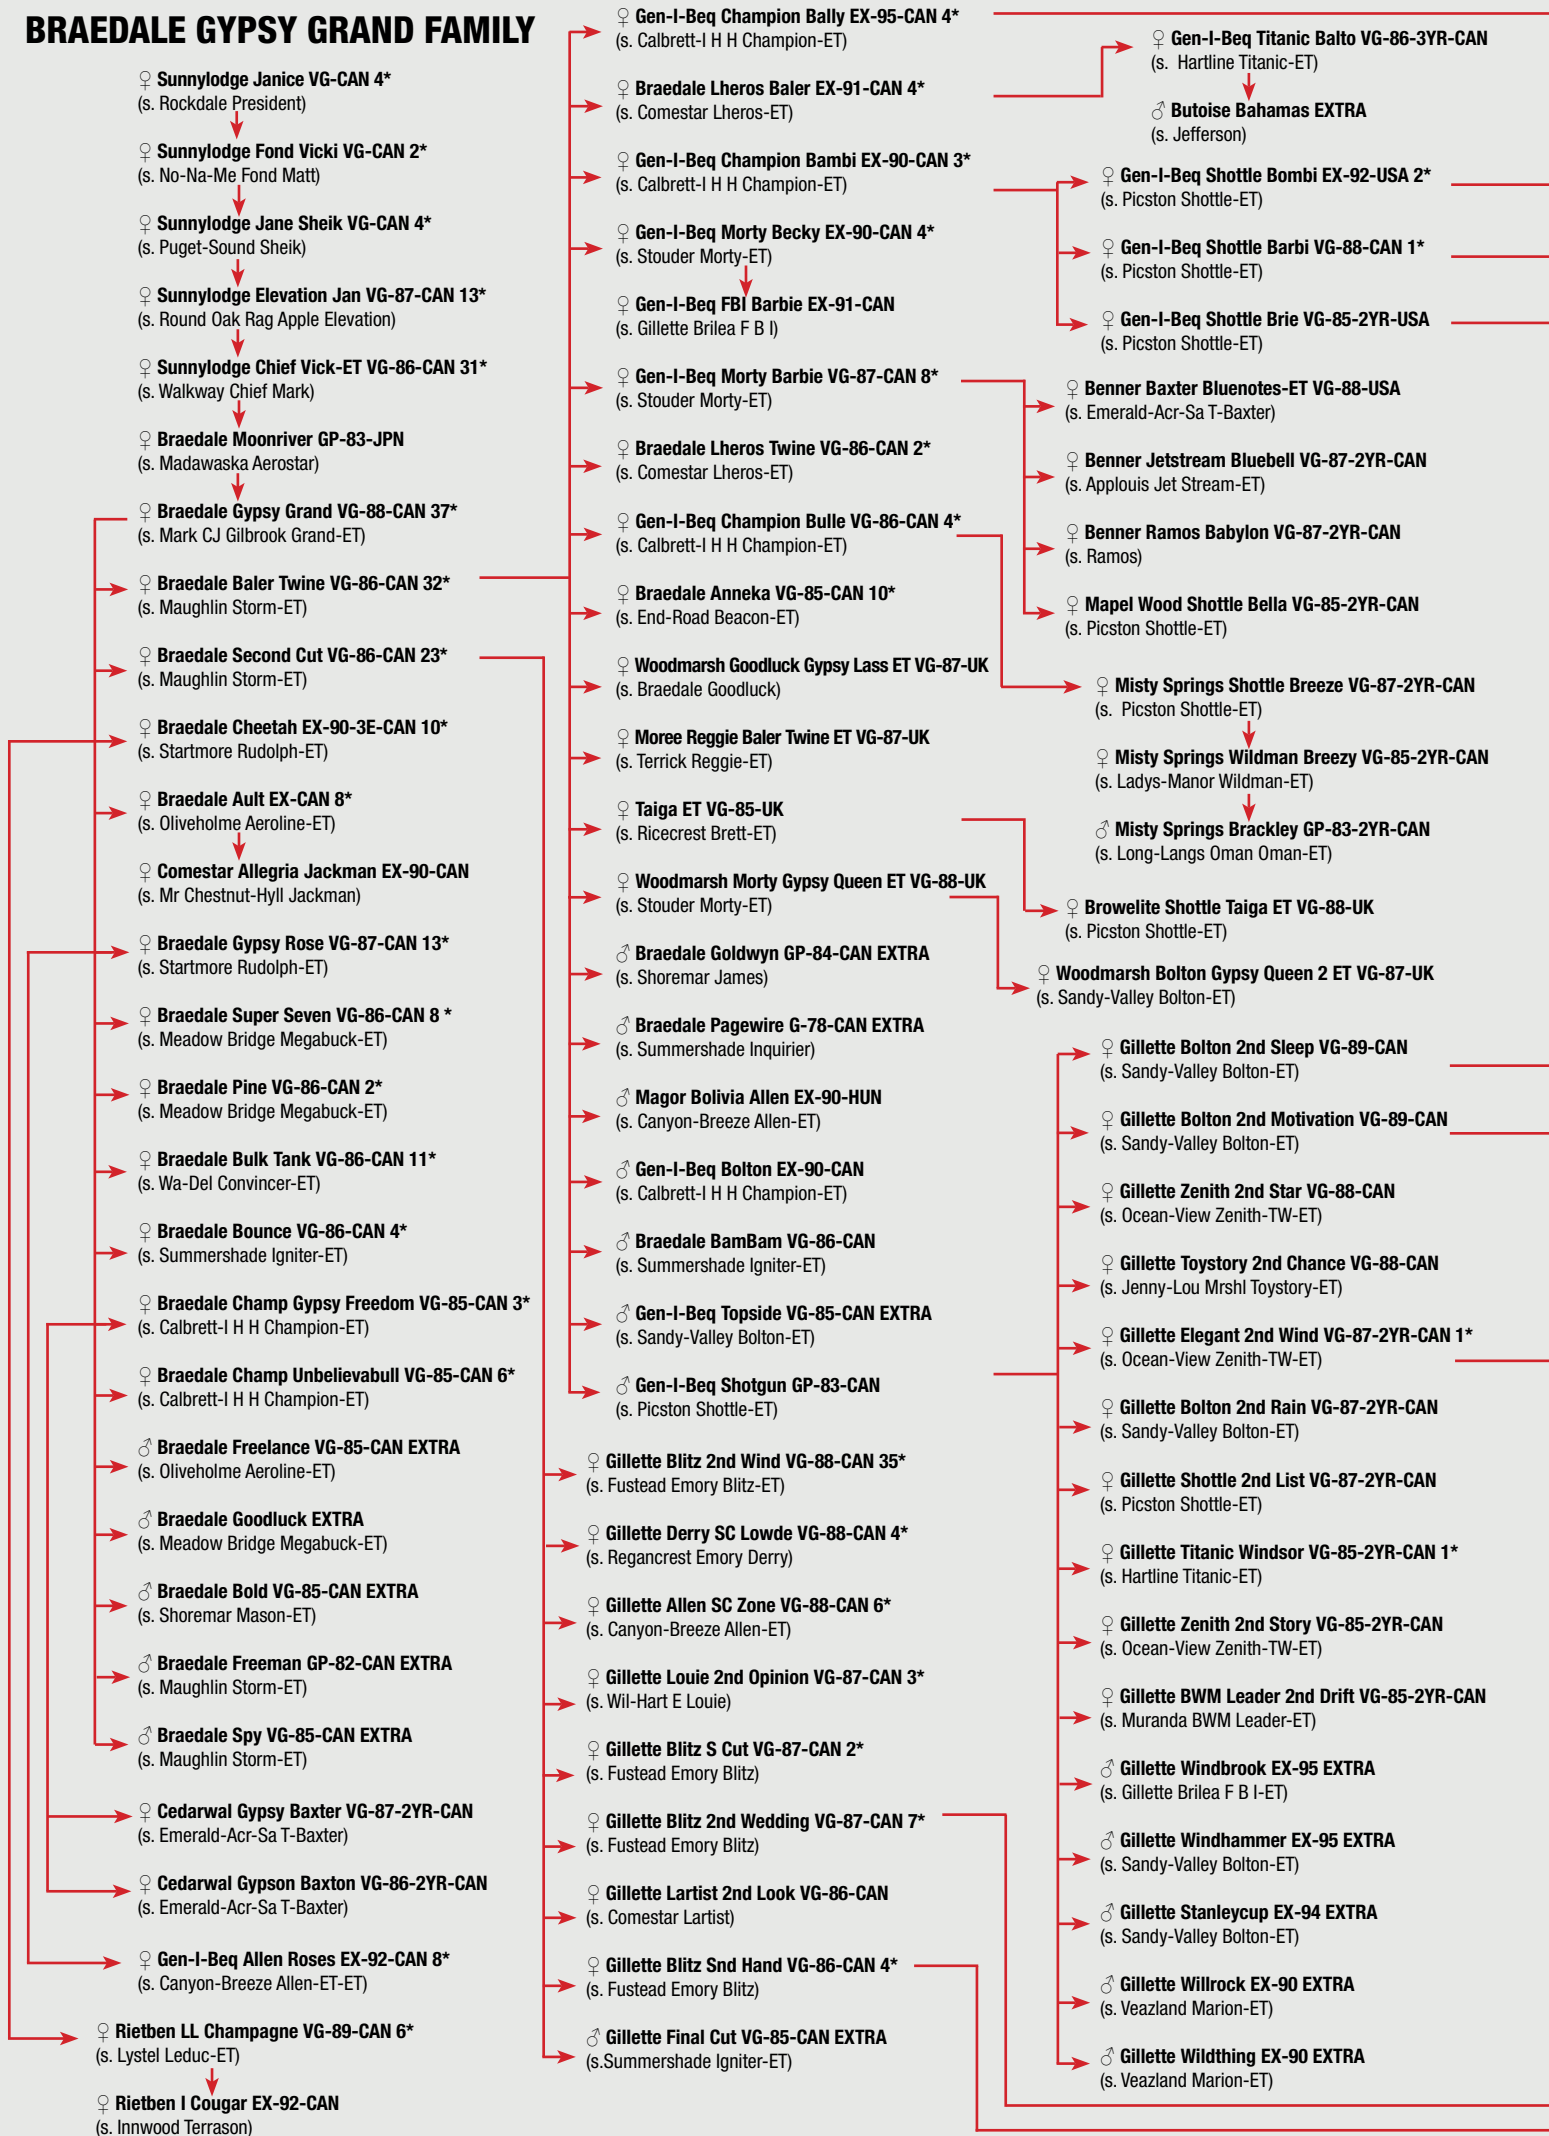 BRAEDALE GYPSY GRAND FAMILY
♀ Sunnylodge Janice VG-CAN 4*
(s. Rockdale President)
♀ Sunnylodge Fond Vicki VG-CAN 2*
(s. No-Na-Me Fond Matt)
♀ Sunnylodge Jane Sheik VG-CAN 4*
(s. Puget-Sound Sheik)
♀ Sunnylodge Elevation Jan VG-87-CAN 13*
(s. Round Oak Rag Apple Elevation)
♀ Sunnylodge Chief Vick-ET VG-86-CAN 31*
(s. Walkway Chief Mark)
♀ Braedale Moonriver GP-83-JPN
(s. Madawaska Aerostar)
♀ Braedale Gypsy Grand VG-88-CAN 37*
(s. Mark CJ Gilbrook Grand-ET)
♀ Braedale Baler Twine VG-86-CAN 32*
(s. Maughlin Storm-ET)
♀ Braedale Second Cut VG-86-CAN 23*
(s. Maughlin Storm-ET)
♀ Braedale Cheetah EX-90-3E-CAN 10*
(s. Startmore Rudolph-ET)
♀ Braedale Ault EX-CAN 8*
(s. Oliveholme Aeroline-ET)
♀ Comestar Allegria Jackman EX-90-CAN
(s. Mr Chestnut-Hyll Jackman)
♀ Braedale Gypsy Rose VG-87-CAN 13*
(s. Startmore Rudolph-ET)
♀ Braedale Super Seven VG-86-CAN 8 *
(s. Meadow Bridge Megabuck-ET)
♀ Braedale Pine VG-86-CAN 2*
(s. Meadow Bridge Megabuck-ET)
♀ Braedale Bulk Tank VG-86-CAN 11*
(s. Wa-Del Convincer-ET)
♀ Braedale Bounce VG-86-CAN 4*
(s. Summershade Igniter-ET)
♀ Braedale Champ Gypsy Freedom VG-85-CAN 3*
(s. Calbrett-I H H Champion-ET)
♀ Braedale Champ Unbelievabull VG-85-CAN 6*
(s. Calbrett-I H H Champion-ET)
♂ Braedale Freelance VG-85-CAN EXTRA
(s. Oliveholme Aeroline-ET)
♂ Braedale Goodluck EXTRA
(s. Meadow Bridge Megabuck-ET)
♂ Braedale Bold VG-85-CAN EXTRA
(s. Shoremar Mason-ET)
♂ Braedale Freeman GP-82-CAN EXTRA
(s. Maughlin Storm-ET)
♂ Braedale Spy VG-85-CAN EXTRA
(s. Maughlin Storm-ET)
♀ Cedarwal Gypsy Baxter VG-87-2YR-CAN
(s. Emerald-Acr-Sa T-Baxter)
♀ Cedarwal Gypson Baxton VG-86-2YR-CAN
(s. Emerald-Acr-Sa T-Baxter)
♀ Gen-I-Beq Allen Roses EX-92-CAN 8*
(s. Canyon-Breeze Allen-ET-ET)
♀ Rietben LL Champagne VG-89-CAN 6*
(s. Lystel Leduc-ET)
♀ Rietben I Cougar EX-92-CAN
(s. Innwood Terrason)
♀ Gen-I-Beq Champion Bally EX-95-CAN 4*
(s. Calbrett-I H H Champion-ET)
♀ Braedale Lheros Baler EX-91-CAN 4*
(s. Comestar Lheros-ET)
♀ Gen-I-Beq Champion Bambi EX-90-CAN 3*
(s. Calbrett-I H H Champion-ET)
♀ Gen-I-Beq Morty Becky EX-90-CAN 4*
(s. Stouder Morty-ET)
♀ Gen-I-Beq FBI Barbie EX-91-CAN
(s. Gillette Brilea F B I)
♀ Gen-I-Beq Morty Barbie VG-87-CAN 8*
(s. Stouder Morty-ET)
♀ Braedale Lheros Twine VG-86-CAN 2*
(s. Comestar Lheros-ET)
♀ Gen-I-Beq Champion Bulle VG-86-CAN 4*
(s. Calbrett-I H H Champion-ET)
♀ Braedale Anneka VG-85-CAN 10*
(s. End-Road Beacon-ET)
♀ Woodmarsh Goodluck Gypsy Lass ET VG-87-UK
(s. Braedale Goodluck)
♀ Moree Reggie Baler Twine ET VG-87-UK
(s. Terrick Reggie-ET)
♀ Taiga ET VG-85-UK
(s. Ricecrest Brett-ET)
♀ Woodmarsh Morty Gypsy Queen ET VG-88-UK
(s. Stouder Morty-ET)
♂ Braedale Goldwyn GP-84-CAN EXTRA
(s. Shoremar James)
♂ Braedale Pagewire G-78-CAN EXTRA
(s. Summershade Inquirier)
♂ Magor Bolivia Allen EX-90-HUN
(s. Canyon-Breeze Allen-ET)
♂ Gen-I-Beq Bolton EX-90-CAN
(s. Calbrett-I H H Champion-ET)
♂ Braedale BamBam VG-86-CAN
(s. Summershade Igniter-ET)
♂ Gen-I-Beq Topside VG-85-CAN EXTRA
(s. Sandy-Valley Bolton-ET)
♂ Gen-I-Beq Shotgun GP-83-CAN
(s. Picston Shottle-ET)
♀ Gillette Blitz 2nd Wind VG-88-CAN 35*
(s. Fustead Emory Blitz-ET)
♀ Gillette Derry SC Lowde VG-88-CAN 4*
(s. Regancrest Emory Derry)
♀ Gillette Allen SC Zone VG-88-CAN 6*
(s. Canyon-Breeze Allen-ET)
♀ Gillette Louie 2nd Opinion VG-87-CAN 3*
(s. Wil-Hart E Louie)
♀ Gillette Blitz S Cut VG-87-CAN 2*
(s. Fustead Emory Blitz)
♀ Gillette Blitz 2nd Wedding VG-87-CAN 7*
(s. Fustead Emory Blitz)
♀ Gillette Lartist 2nd Look VG-86-CAN
(s. Comestar Lartist)
♀ Gillette Blitz Snd Hand VG-86-CAN 4*
(s. Fustead Emory Blitz)
♂ Gillette Final Cut VG-85-CAN EXTRA
(s.Summershade Igniter-ET)
♀ Gen-I-Beq Titanic Balto VG-86-3YR-CAN
(s. Hartline Titanic-ET)
♂ Butoise Bahamas EXTRA
(s. Jefferson)
♀ Gen-I-Beq Shottle Bombi EX-92-USA 2*
(s. Picston Shottle-ET)
♀ Gen-I-Beq Shottle Barbi VG-88-CAN 1*
(s. Picston Shottle-ET)
♀ Gen-I-Beq Shottle Brie VG-85-2YR-USA
(s. Picston Shottle-ET)
♀ Benner Baxter Bluenotes-ET VG-88-USA
(s. Emerald-Acr-Sa T-Baxter)
♀ Benner Jetstream Bluebell VG-87-2YR-CAN
(s. Applouis Jet Stream-ET)
♀ Benner Ramos Babylon VG-87-2YR-CAN
(s. Ramos)
♀ Mapel Wood Shottle Bella VG-85-2YR-CAN
(s. Picston Shottle-ET)
♀ Misty Springs Shottle Breeze VG-87-2YR-CAN
(s. Picston Shottle-ET)
♀ Misty Springs Wildman Breezy VG-85-2YR-CAN
(s. Ladys-Manor Wildman-ET)
♂ Misty Springs Brackley GP-83-2YR-CAN
(s. Long-Langs Oman Oman-ET)
♀ Browelite Shottle Taiga ET VG-88-UK
(s. Picston Shottle-ET)
♀ Woodmarsh Bolton Gypsy Queen 2 ET VG-87-UK
(s. Sandy-Valley Bolton-ET)
♀ Gillette Bolton 2nd Sleep VG-89-CAN
(s. Sandy-Valley Bolton-ET)
♀ Gillette Bolton 2nd Motivation VG-89-CAN
(s. Sandy-Valley Bolton-ET)
♀ Gillette Zenith 2nd Star VG-88-CAN
(s. Ocean-View Zenith-TW-ET)
♀ Gillette Toystory 2nd Chance VG-88-CAN
(s. Jenny-Lou Mrshl Toystory-ET)
♀ Gillette Elegant 2nd Wind VG-87-2YR-CAN 1*
(s. Ocean-View Zenith-TW-ET)
♀ Gillette Bolton 2nd Rain VG-87-2YR-CAN
(s. Sandy-Valley Bolton-ET)
♀ Gillette Shottle 2nd List VG-87-2YR-CAN
(s. Picston Shottle-ET)
♀ Gillette Titanic Windsor VG-85-2YR-CAN 1*
(s. Hartline Titanic-ET)
♀ Gillette Zenith 2nd Story VG-85-2YR-CAN
(s. Ocean-View Zenith-TW-ET)
♀ Gillette BWM Leader 2nd Drift VG-85-2YR-CAN
(s. Muranda BWM Leader-ET)
♂ Gillette Windbrook EX-95 EXTRA
(s. Gillette Brilea F B I-ET)
♂ Gillette Windhammer EX-95 EXTRA
(s. Sandy-Valley Bolton-ET)
♂ Gillette Stanleycup EX-94 EXTRA
(s. Sandy-Valley Bolton-ET)
♂ Gillette Willrock EX-90 EXTRA
(s. Veazland Marion-ET)
♂ Gillette Wildthing EX-90 EXTRA
(s. Veazland Marion-ET)